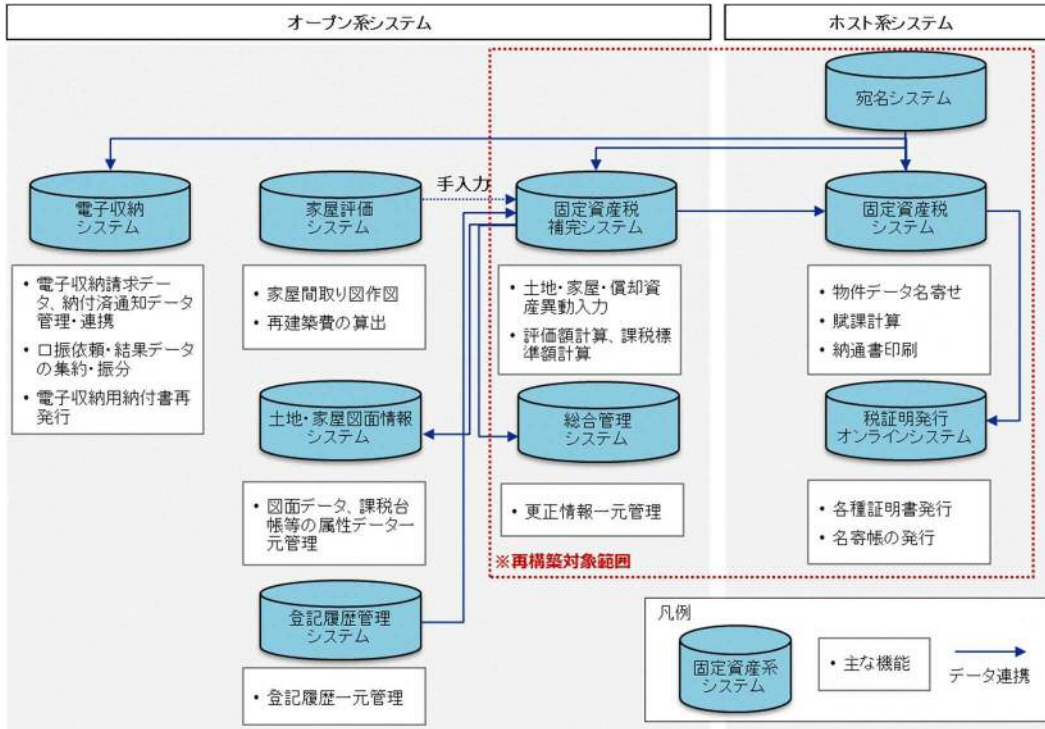 オープン系システム
ホスト系システム
宛名システム
電子収納
システム
家屋評価
システム
手入力
固定資産税
補完システム
固定資産税
システム
• 電子収納請求デー
タ、納付済通知データ
管理・連携
• 口振依頼・結果データ
の集約・振分
• 電子収納用納付書再
発行
• 家屋間取り図作図
• 再建築費の算出
• 土地・家屋・償却資
産異動入力
• 評価額計算、課税標
準額計算
• 物件データ名寄せ
• 賦課計算
• 納通書印刷
土地・家屋図面情報
システム
総合管理
システム
税証明発行
オンラインシステム
• 図面データ、課税台
帳等の属性データ一
元管理
• 更正情報一元管理
• 各種証明書発行
• 名寄帳の発行
※再構築対象範囲
登記履歴管理
システム
• 登記履歴一元管理
凡例
固定資産系
システム
• 主な機能
データ連携